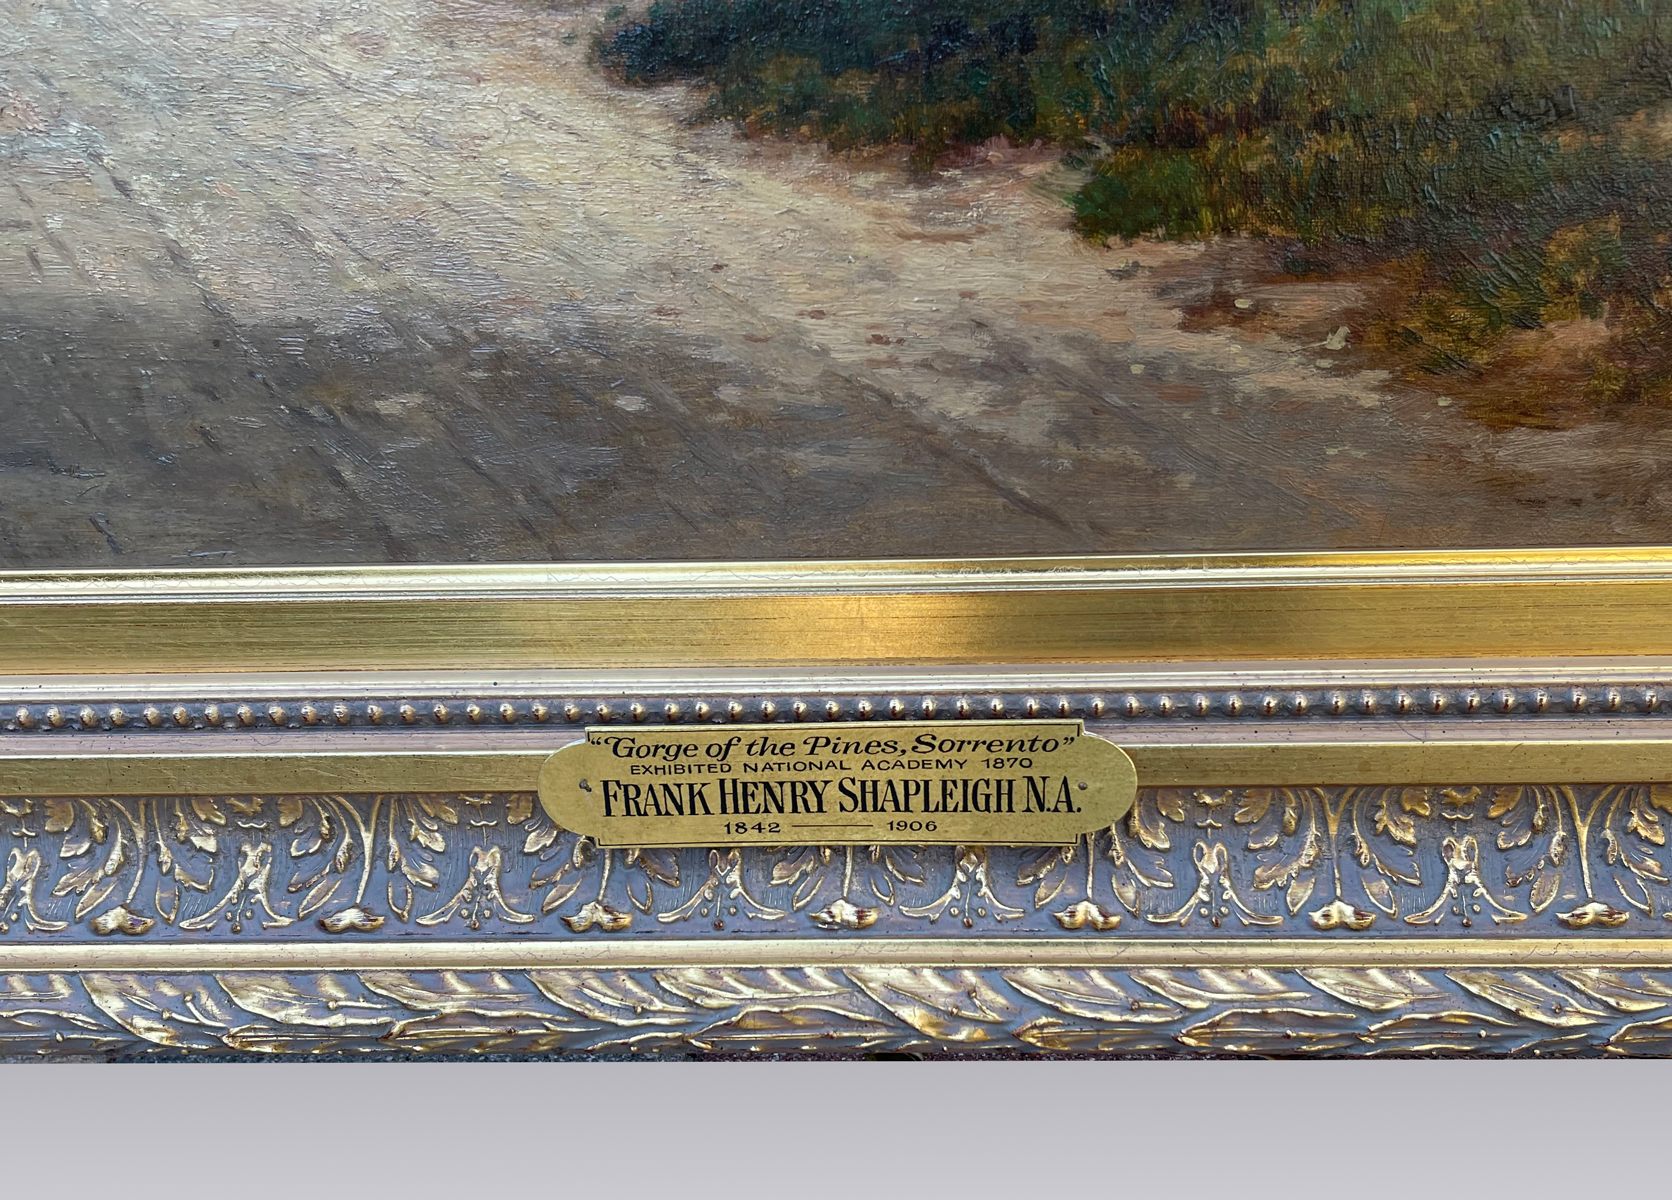 “Gorge of the Pines, Sorrento”
EXHIBITED NATIONAL ACADEMY 1870
FRANK HENRY SHAPLEIGH N.A.
1842 — 1906